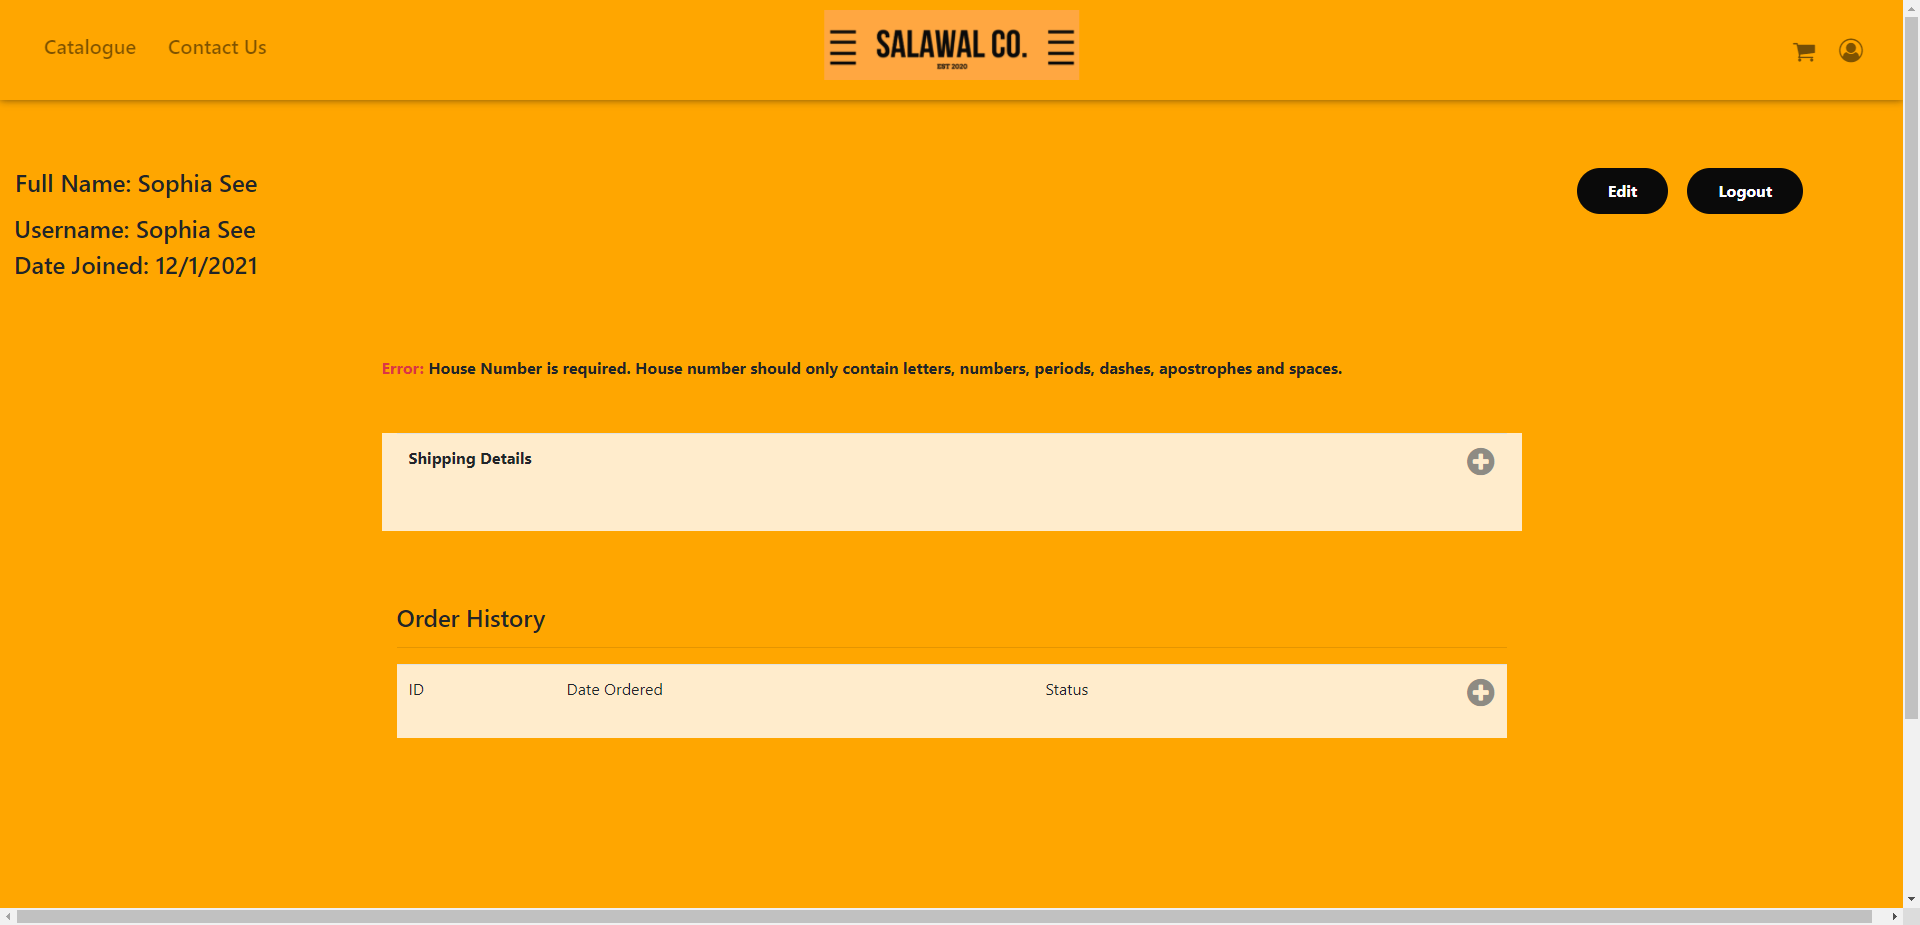 Catalogue Contact Us
SALAWAL CO.
EST 2020
Full Name: Sophia See
Edit Logout
Username: Sophia See
Date Joined: 12/1/2021
Error: House Number is required. House number should only contain letters, numbers, periods, dashes, apostrophes and spaces.
Shipping Details
Order History
ID Date Ordered Status